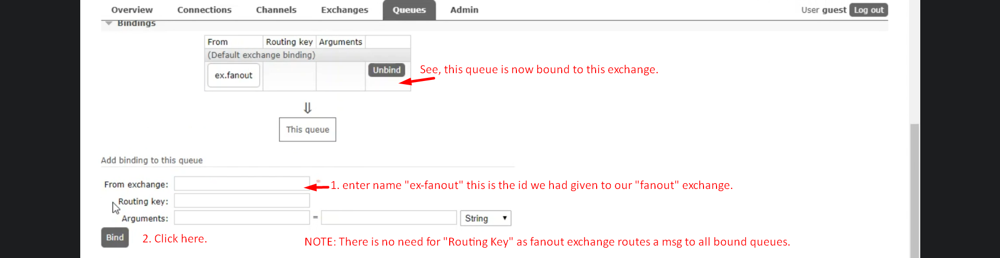 Overview Connections Channels Exchanges Queues Admin User guest Log out
Bindings
From Routing key Arguments
(Default exchange binding)
ex.fanout Unbind See, this queue is now bound to this exchange.
⇓
This queue
Add binding to this queue
From exchange: * 1. enter name "ex-fanout" this is the id we had given to our "fanout" exchange.
Routing key:
Arguments: = String
Bind 2. Click here. NOTE: There is no need for "Routing Key" as fanout exchange routes a msg to all bound queues.